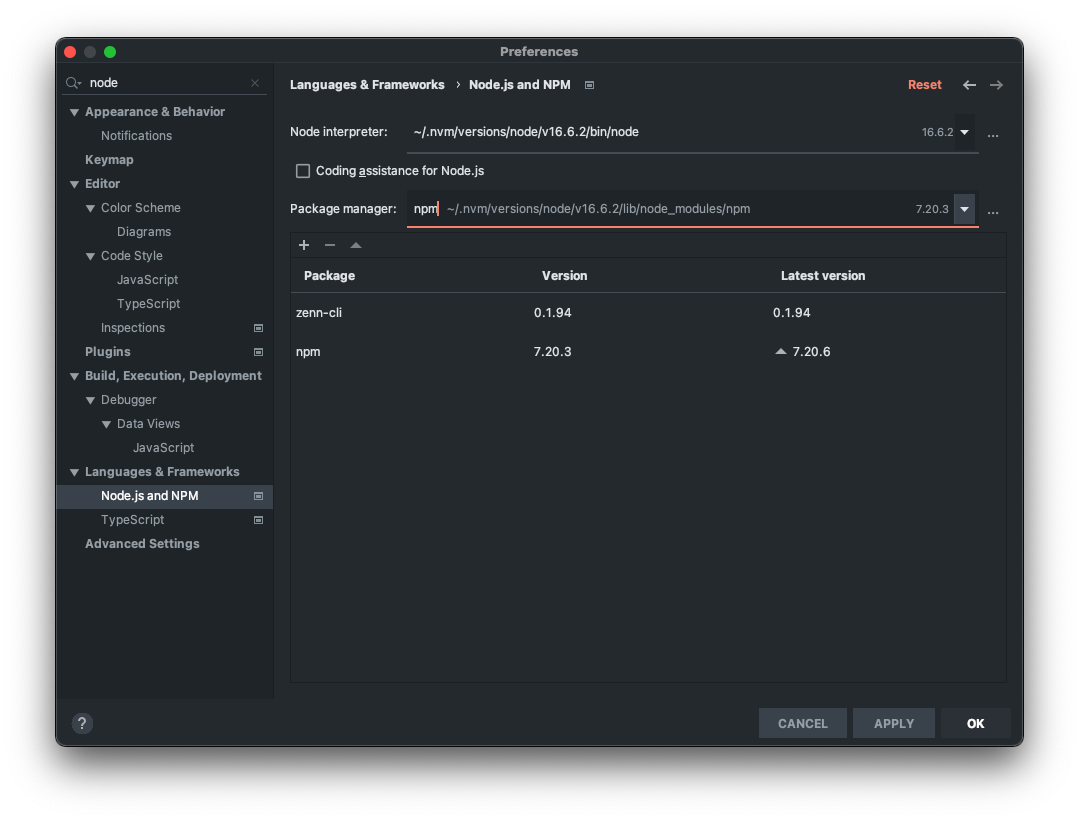 Preferences
node
Appearance & Behavior
Notifications
Keymap
Editor
Color Scheme
Diagrams
Code Style
JavaScript
TypeScript
Inspections
Plugins
Build, Execution, Deployment
Debugger
Data Views
JavaScript
Languages & Frameworks
Node.js and NPM
TypeScript
Advanced Settings
Languages & Frameworks › Node.js and NPM Reset
Node interpreter: ~/.nvm/versions/node/v16.6.2/bin/node 16.6.2 ...
Coding assistance for Node.js
Package manager: npm ~/.nvm/versions/node/v16.6.2/lib/node_modules/npm 7.20.3 ...
Package Version Latest version
zenn-cli 0.1.94 0.1.94
npm 7.20.3 7.20.6
? CANCEL APPLY OK